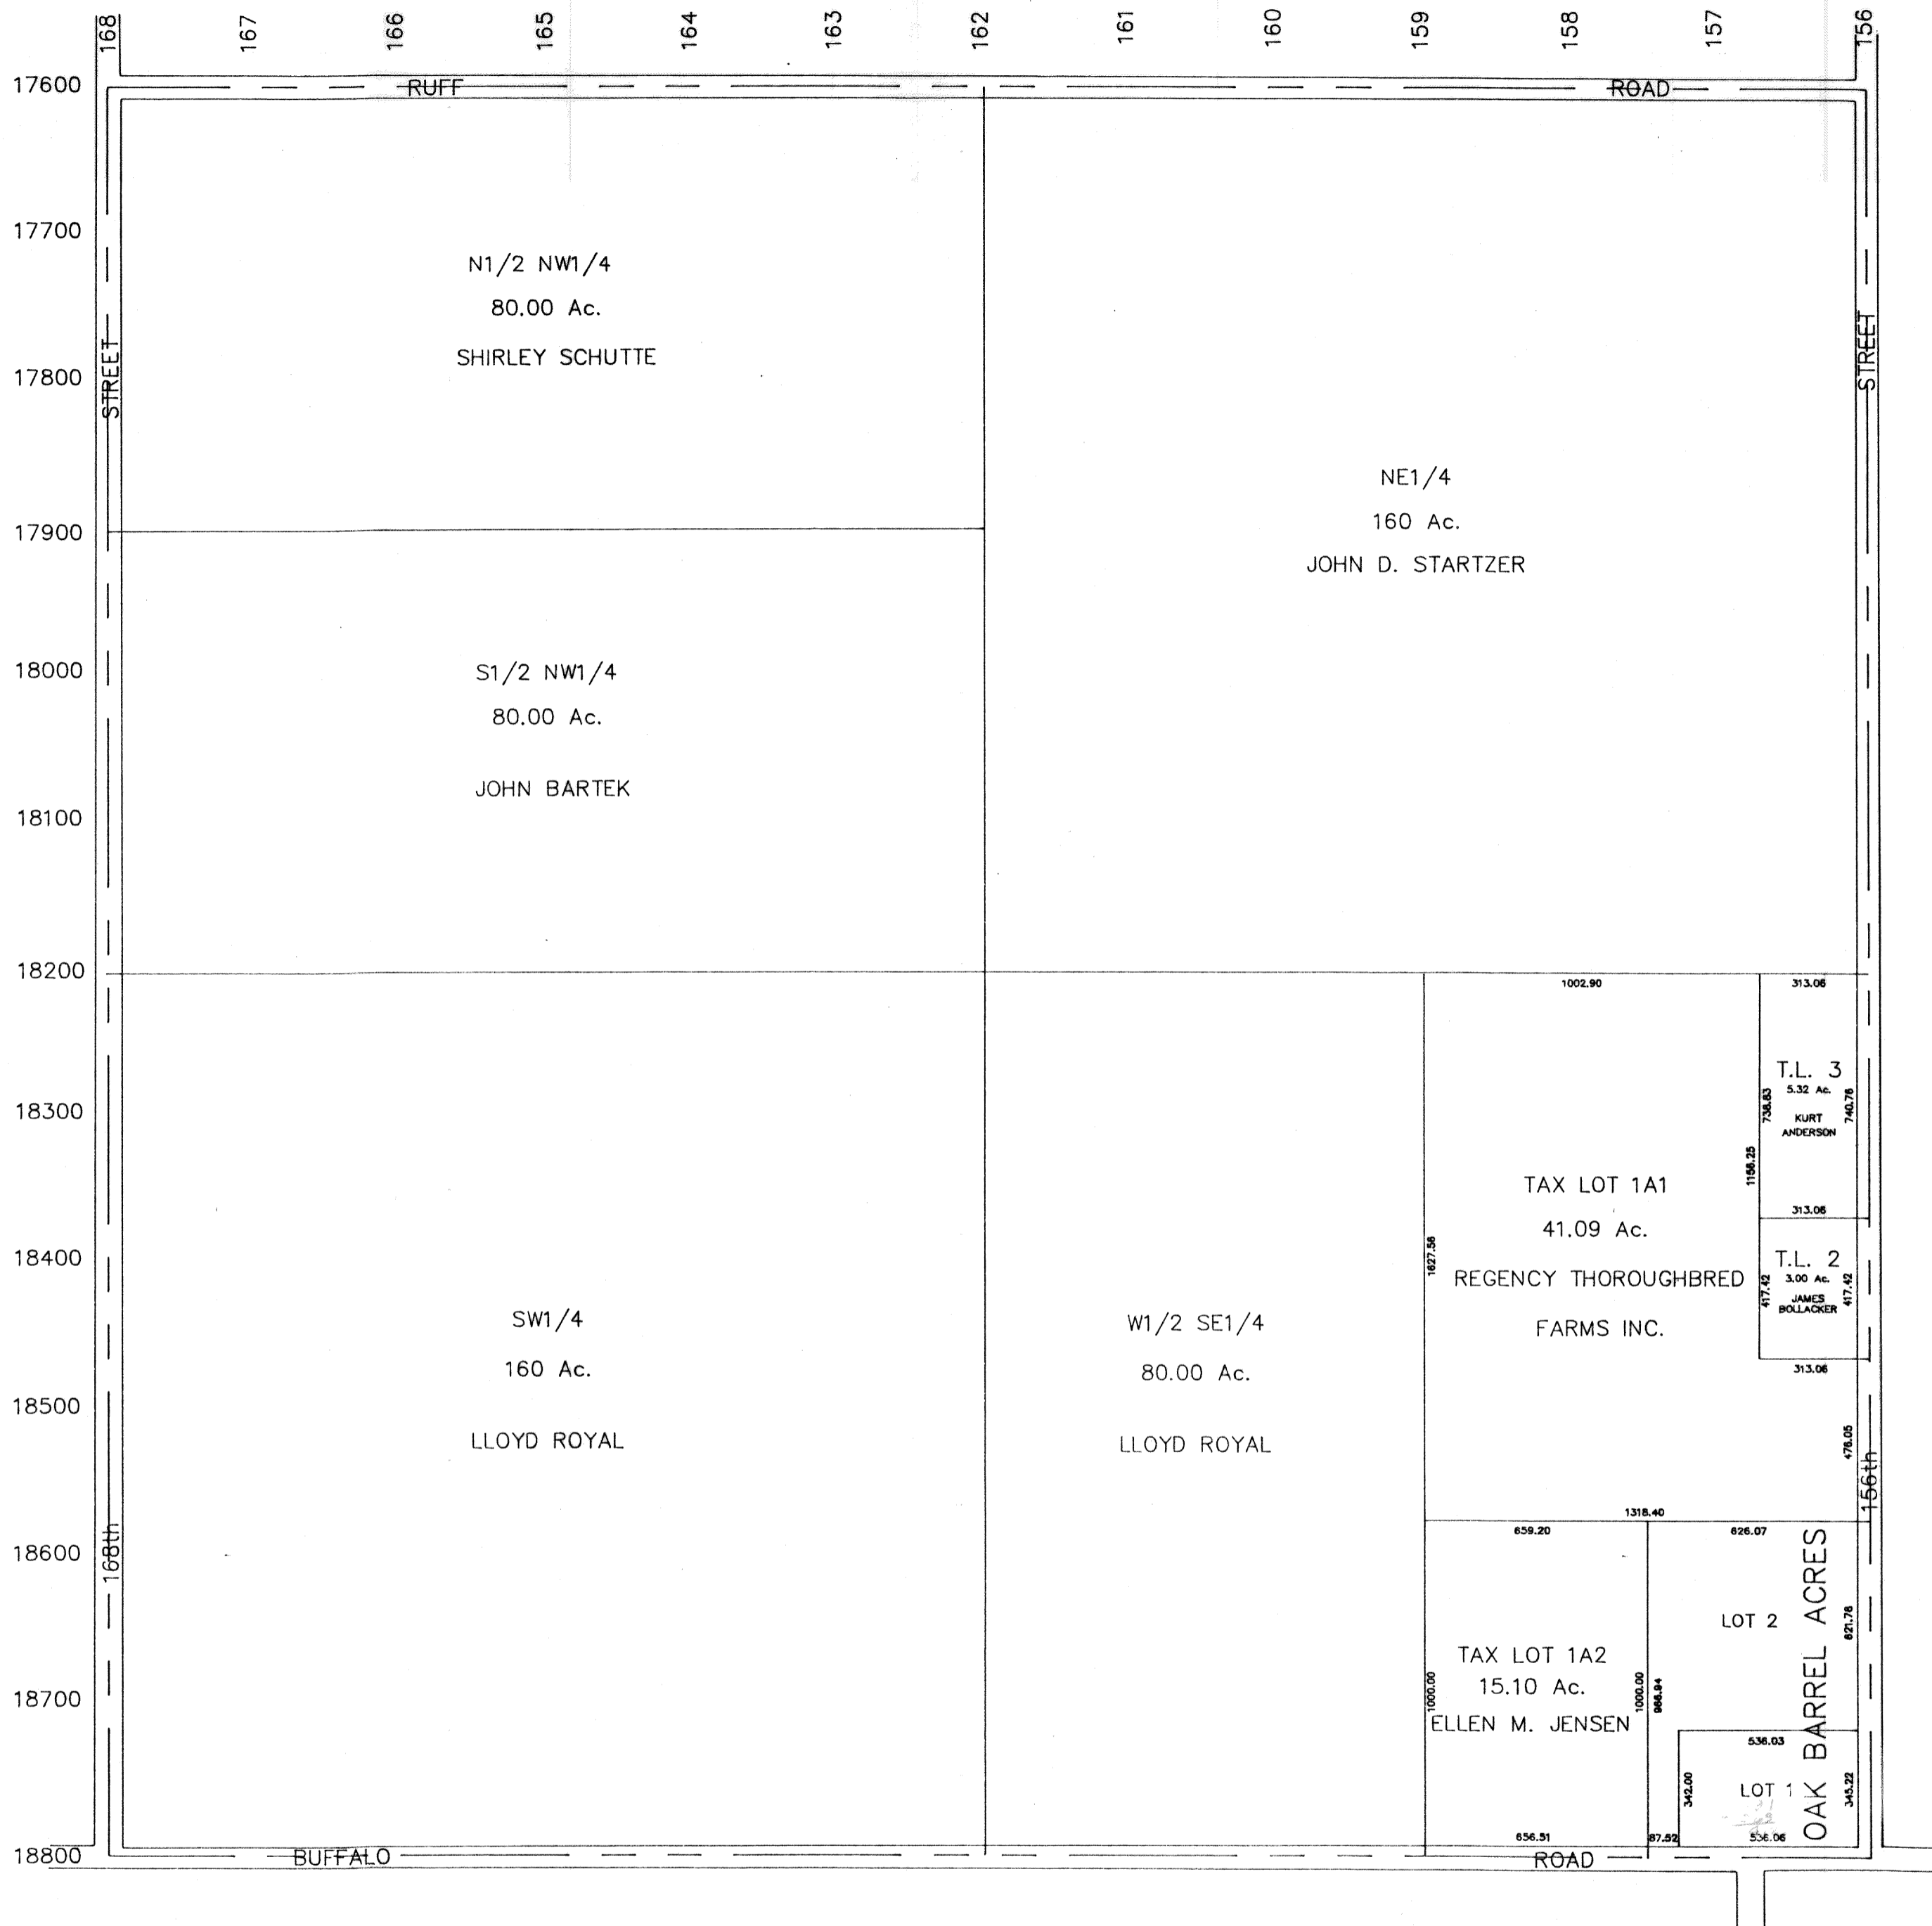 168 167 166 165 164 163 162 161 160 159 158 157 156
17600
RUFF ROAD
17700
17800
17900
18000
18100
18200
18300
18400
18500
18600
18700
18800
STREET
168th
STREET
156th
N1/2 NW1/4
80.00 Ac.
SHIRLEY SCHUTTE
NE1/4
160 Ac.
JOHN D. STARTZER
S1/2 NW1/4
80.00 Ac.
JOHN BARTEK
SW1/4
160 Ac.
LLOYD ROYAL
W1/2 SE1/4
80.00 Ac.
LLOYD ROYAL
1002.90
1627.56
1156.25
TAX LOT 1A1
41.09 Ac.
REGENCY THOROUGHBRED
FARMS INC.
1318.40
476.05
313.06
T.L. 3
5.32 Ac.
KURT
ANDERSON
738.83
740.76
313.06
T.L. 2
3.00 Ac.
JAMES
BOLLACKER
417.42
417.42
313.06
659.20
TAX LOT 1A2
15.10 Ac.
ELLEN M. JENSEN
1000.00
1000.00
656.51
626.07
LOT 2
621.76
OAK BARREL ACRES
536.03
LOT 1
342.00
345.22
87.52
536.06
BUFFALO ROAD